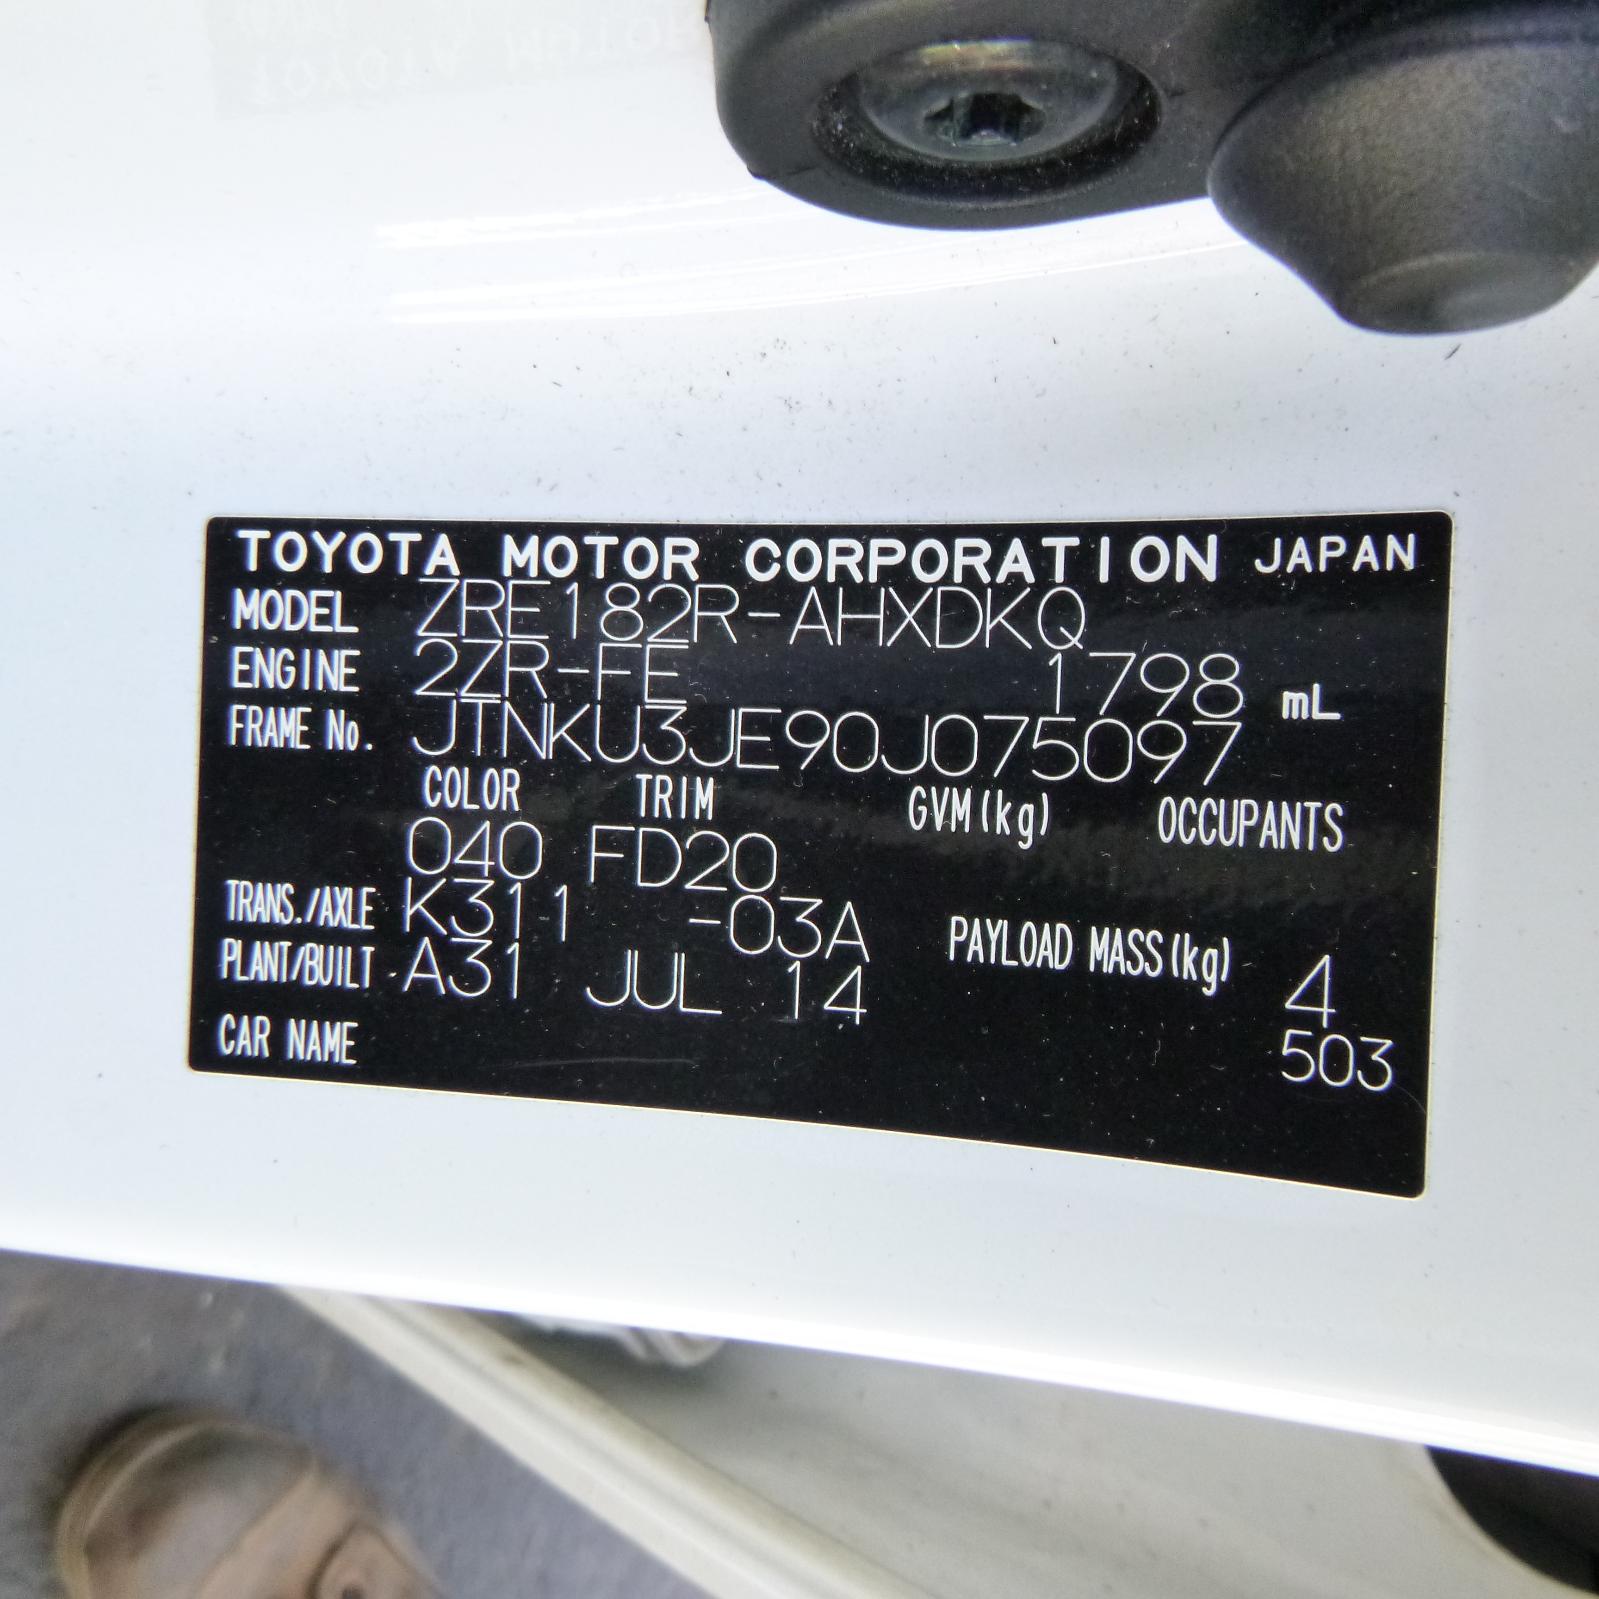 TOYOTA MOTOR CORPORATION JAPAN
MODEL ZRE182R-AHXDKQ
ENGINE 2ZR-FE 1798 mL
FRAME No. JTNKU3JE90J075097
COLOR TRIM GVM(kg) OCCUPANTS
040 FD20
TRANS./AXLE K311 -03A PAYLOAD MASS(kg) 4
PLANT/BUILT A31 JUL 14 503
CAR NAME